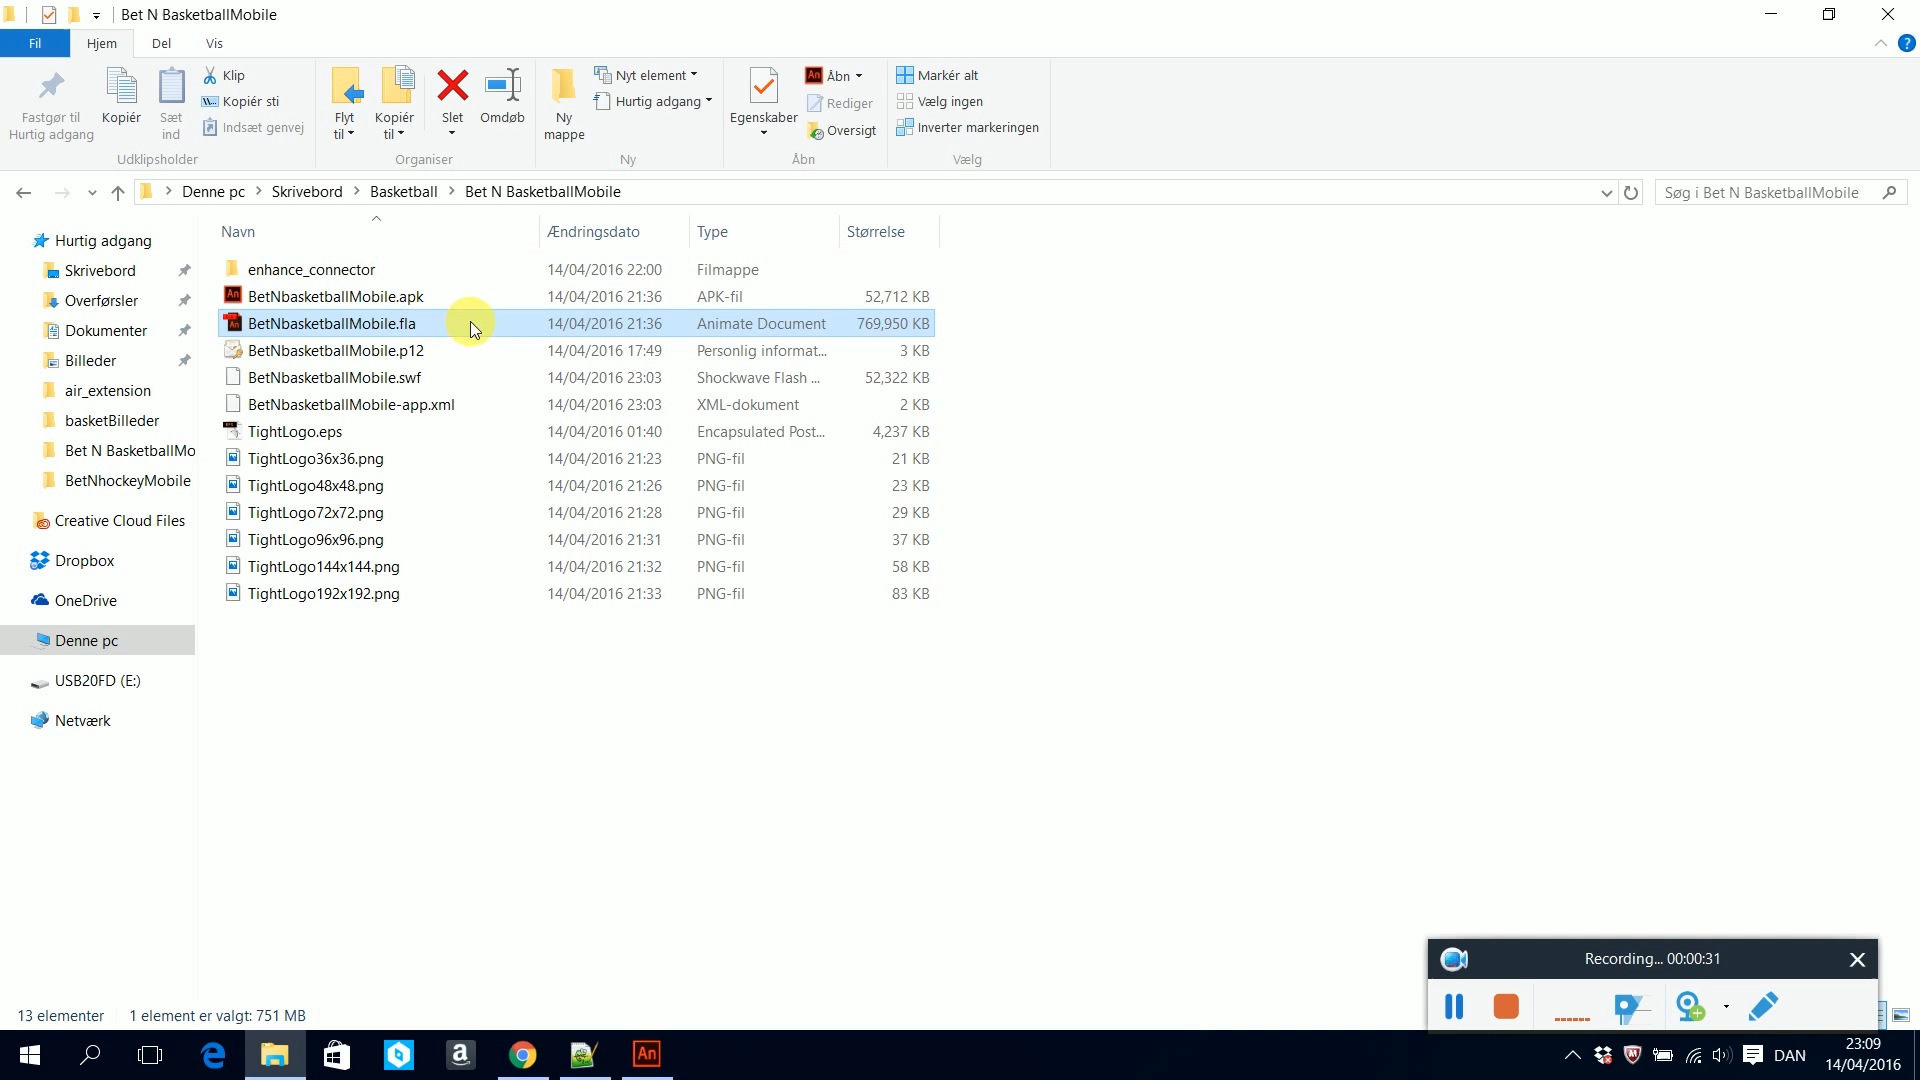 Bet N BasketballMobile
Fil Hjem Del Vis
Fastgør til Hurtig adgang
Kopiér
Sæt ind
Klip
Kopiér sti
Indsæt genvej
Udklipsholder
Flyt til
Kopiér til
Slet
Omdøb
Organiser
Ny mappe
Nyt element
Hurtig adgang
Ny
Egenskaber
Åbn
Rediger
Oversigt
Åbn
Markér alt
Vælg ingen
Inverter markeringen
Vælg
Denne pc > Skrivebord > Basketball > Bet N BasketballMobile
Søg i Bet N BasketballMobile
Hurtig adgang
Skrivebord
Overførsler
Dokumenter
Billeder
air_extension
basketBilleder
Bet N BasketballMo
BetNhockeyMobile
Creative Cloud Files
Dropbox
OneDrive
Denne pc
USB20FD (E:)
Netværk
Navn Ændringsdato Type Størrelse
enhance_connector 14/04/2016 22:00 Filmappe
BetNbasketballMobile.apk 14/04/2016 21:36 APK-fil 52,712 KB
BetNbasketballMobile.fla 14/04/2016 21:36 Animate Document 769,950 KB
BetNbasketballMobile.p12 14/04/2016 17:49 Personlig informat... 3 KB
BetNbasketballMobile.swf 14/04/2016 23:03 Shockwave Flash ... 52,322 KB
BetNbasketballMobile-app.xml 14/04/2016 23:03 XML-dokument 2 KB
TightLogo.eps 14/04/2016 01:40 Encapsulated Post... 4,237 KB
TightLogo36x36.png 14/04/2016 21:23 PNG-fil 21 KB
TightLogo48x48.png 14/04/2016 21:26 PNG-fil 23 KB
TightLogo72x72.png 14/04/2016 21:28 PNG-fil 29 KB
TightLogo96x96.png 14/04/2016 21:31 PNG-fil 37 KB
TightLogo144x144.png 14/04/2016 21:32 PNG-fil 58 KB
TightLogo192x192.png 14/04/2016 21:33 PNG-fil 83 KB
Recording... 00:00:31
13 elementer 1 element er valgt: 751 MB
DAN
23:09
14/04/2016